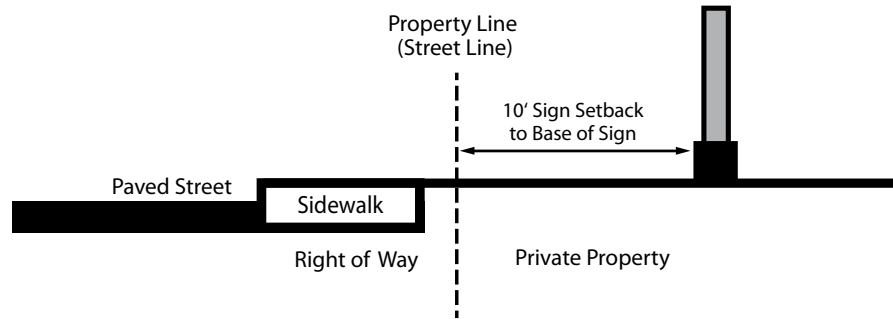 Property Line
(Street Line)
10‘ Sign Setback
to Base of Sign
Paved Street
Sidewalk
Right of Way
Private Property